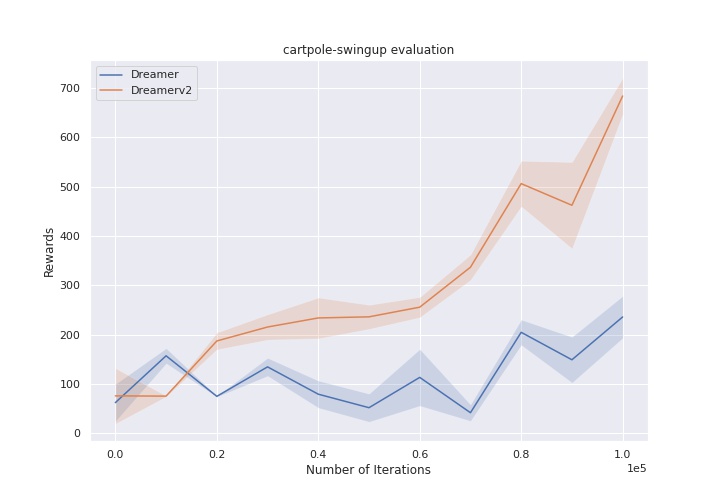 cartpole-swingup evaluation
Dreamer
Dreamerv2
Rewards
700
600
500
400
300
200
100
0
0.0 0.2 0.4 0.6 0.8 1.0
1e5
Number of Iterations